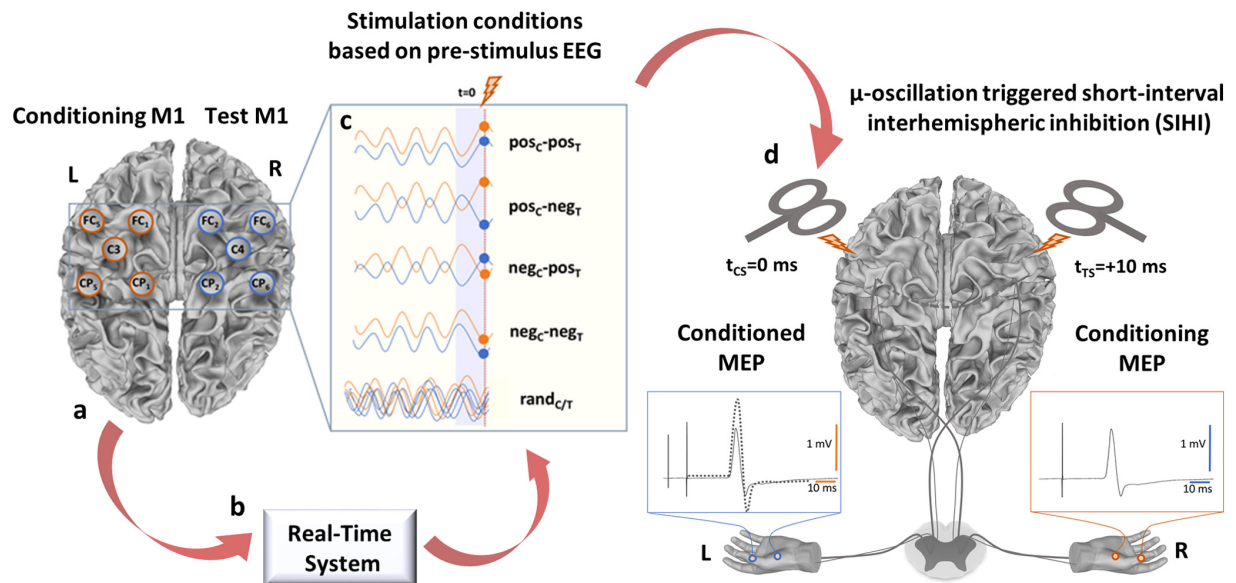 Stimulation conditions
based on pre-stimulus EEG
t=0
Conditioning M1 Test M1
L
R
FC5 FC1 FC2 FC6
C3 C4
CP5 CP1 CP2 CP6
a
c
posC-posT
posC-negT
negC-posT
negC-negT
randC/T
b
Real-Time
System
μ-oscillation triggered short-interval
interhemispheric inhibition (SIHI)
d
tCS=0 ms
tTS=+10 ms
Conditioned
MEP
1 mV
10 ms
L
Conditioning
MEP
1 mV
10 ms
R